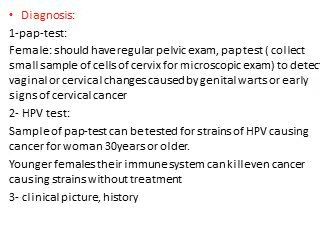 • Diagnosis:
1-pap-test:
Female: should have regular pelvic exam, pap test ( collect
small sample of cells of cervix for microscopic exam) to detec
vaginal or cervical changes caused by genital warts or early
signs of cervical cancer
2- HPV test:
Sample of pap-test can be tested for strains of HPV causing
cancer for woman 30years or older.
Younger females their immune system can kill even cancer
causing strains without treatment
3- clinical picture, history